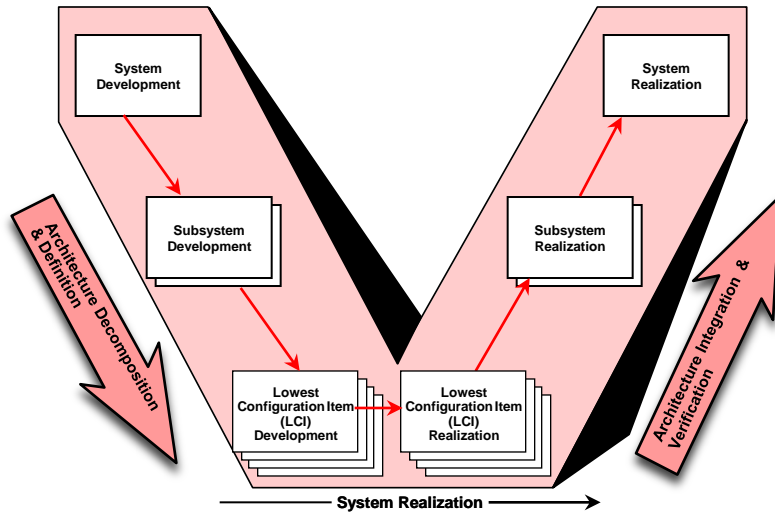 System
Development
System
Realization
Subsystem
Development
Subsystem
Realization
Architecture Decomposition
& Definition
Architecture Integration &
Verification
Lowest
Configuration Item
(LCI)
Development
Lowest
Configuration Item
(LCI)
Realization
System Realization